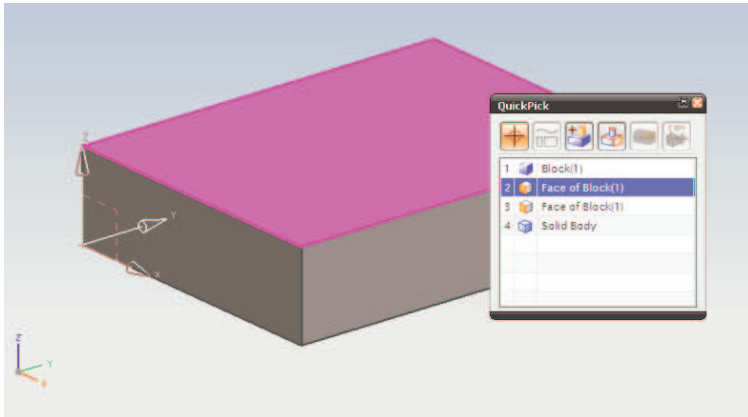 QuickPick
1 Block(1)
2 Face of Block(1)
3 Face of Block(1)
4 Solid Body
Z
Y
X
Z
Y
X